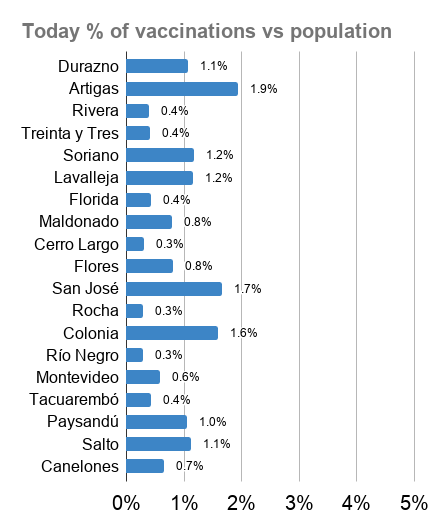 Today % of vaccinations vs population
Durazno 1.1%
Artigas 1.9%
Rivera 0.4%
Treinta y Tres 0.4%
Soriano 1.2%
Lavalleja 1.2%
Florida 0.4%
Maldonado 0.8%
Cerro Largo 0.3%
Flores 0.8%
San José 1.7%
Rocha 0.3%
Colonia 1.6%
Río Negro 0.3%
Montevideo 0.6%
Tacuarembó 0.4%
Paysandú 1.0%
Salto 1.1%
Canelones 0.7%
0% 1% 2% 3% 4% 5%